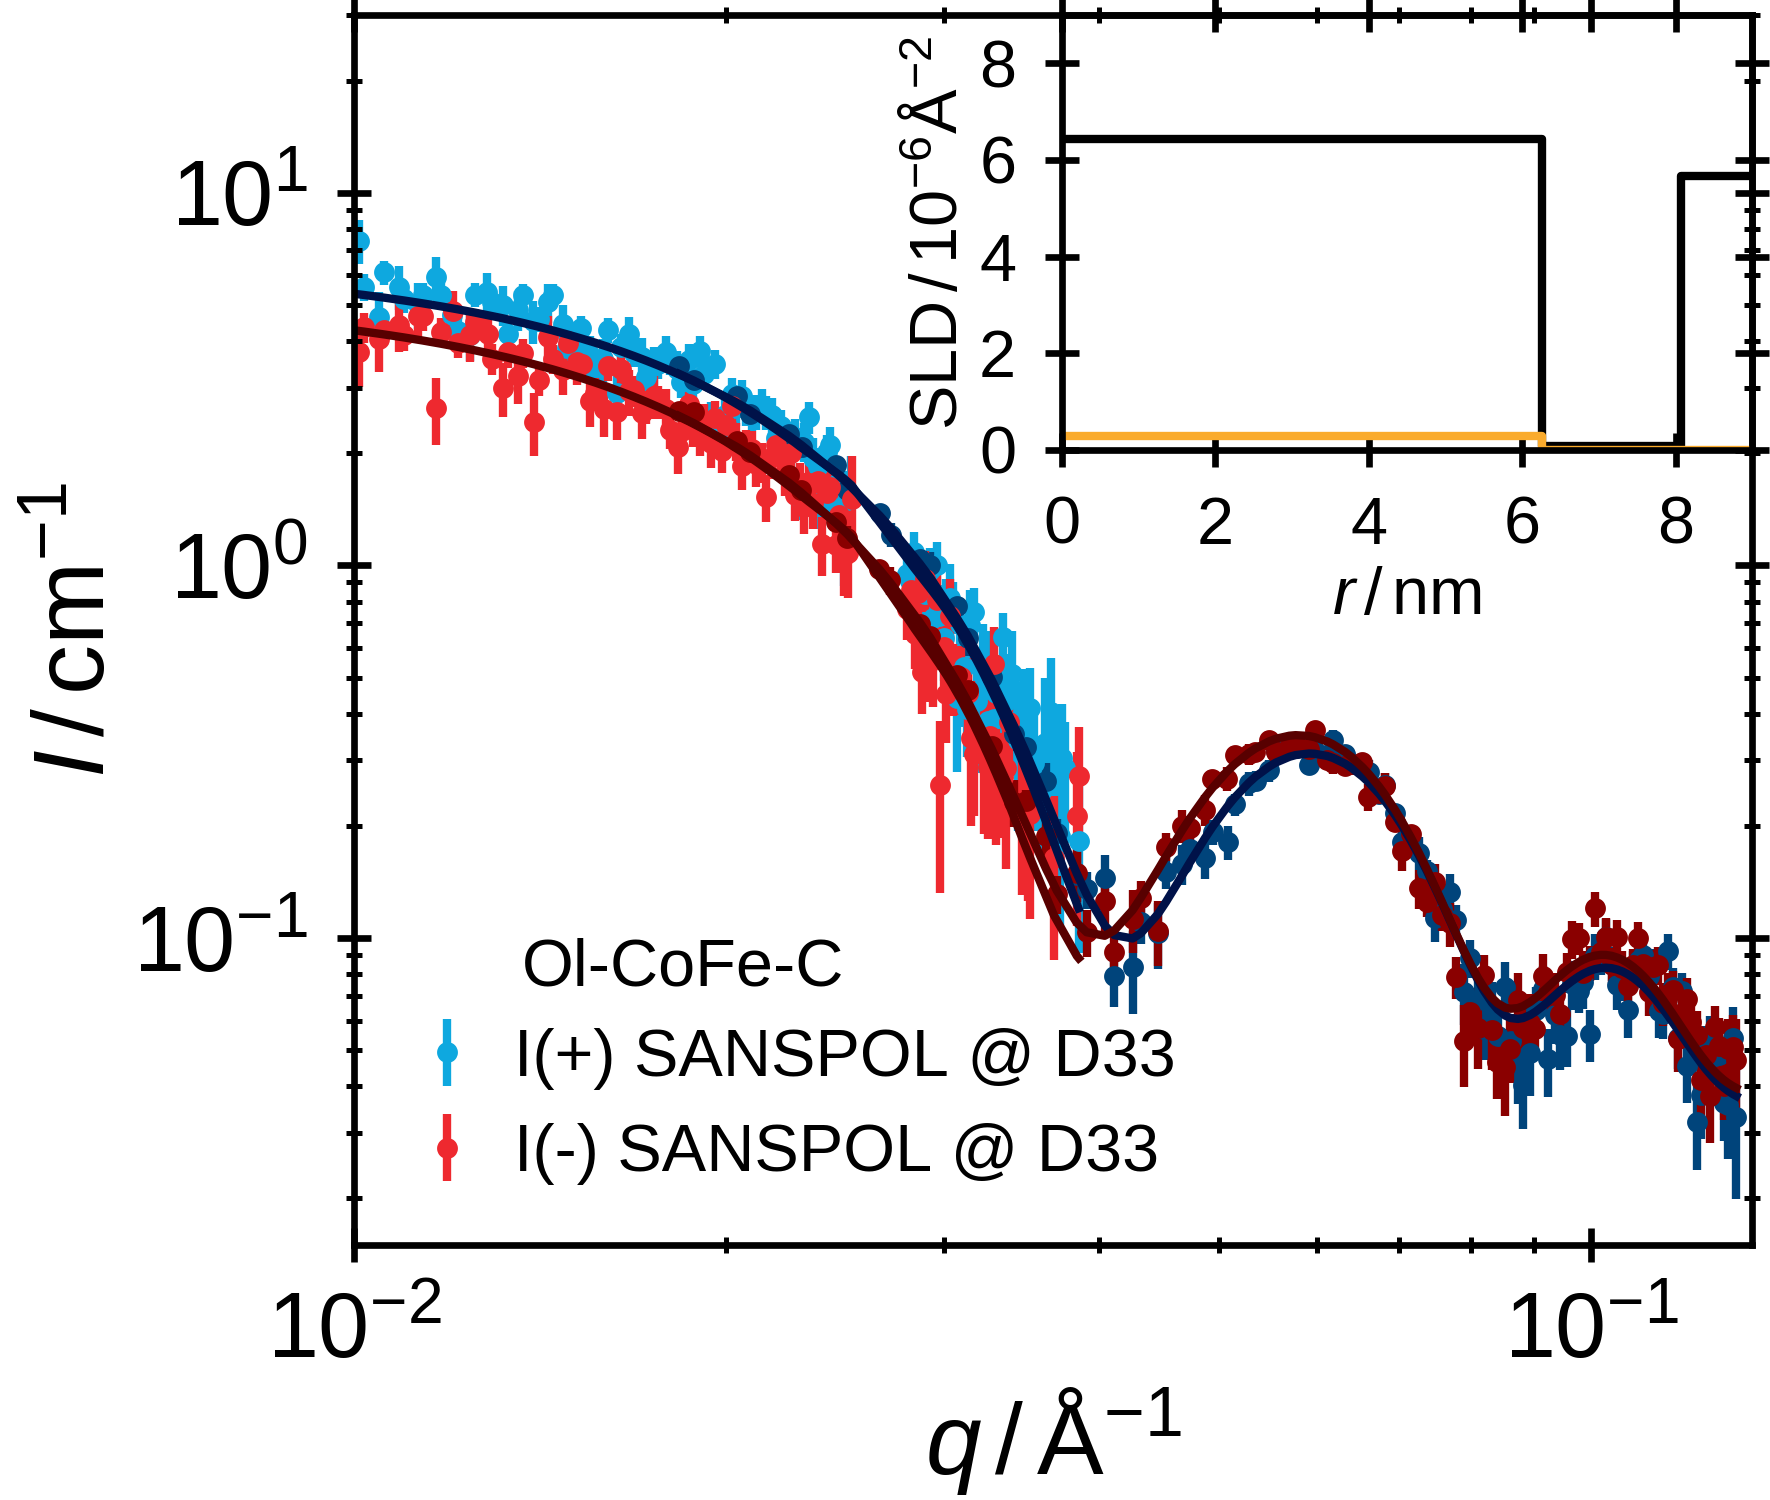 SLD / 10⁻⁶ Å⁻²
8
6
4
2
0
0 2 4 6 8
r / nm
I / cm⁻¹
10¹
10⁰
10⁻¹
Ol-CoFe-C
I(+) SANSPOL @ D33
I(-) SANSPOL @ D33
10⁻² 10⁻¹
q / Å⁻¹